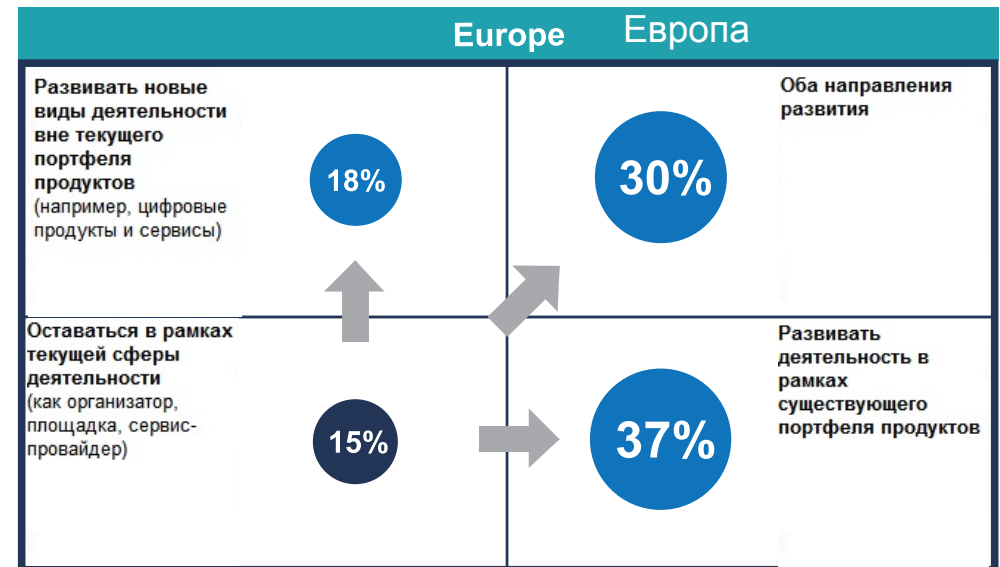 Europe Европа
Развивать новые
виды деятельности
вне текущего
портфеля
продуктов
(например, цифровые
продукты и сервисы)
18%
30%
Оба направления
развития
Оставаться в рамках
текущей сферы
деятельности
(как организатор,
площадка, сервис-
провайдер)
15%
37%
Развивать
деятельность в
рамках
существующего
портфеля продуктов